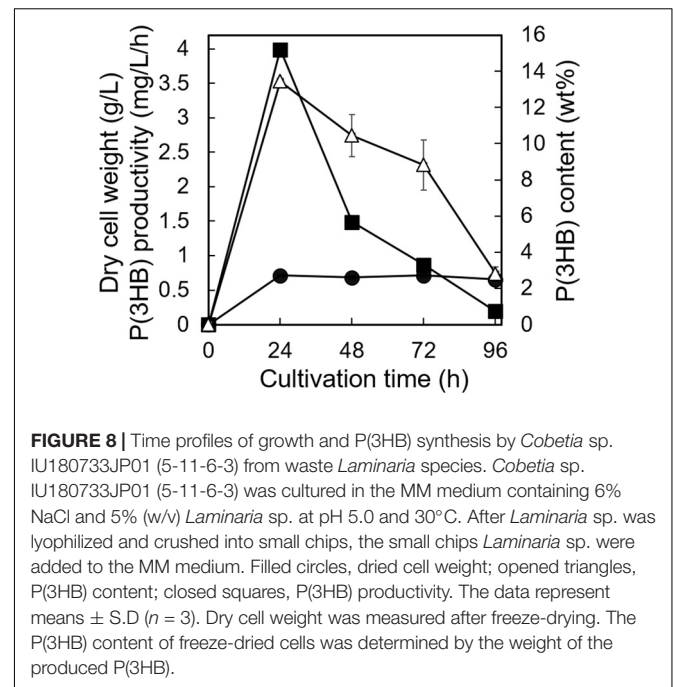 Dry cell weight (g/L)
P(3HB) productivity (mg/L/h)
4
3.5
3
2.5
2
1.5
1
0.5
0
16
14
12
10
8
6
4
2
0
P(3HB) content (wt%)
0 24 48 72 96
Cultivation time (h)
FIGURE 8 | Time profiles of growth and P(3HB) synthesis by Cobetia sp.
IU180733JP01 (5-11-6-3) from waste Laminaria species. Cobetia sp.
IU180733JP01 (5-11-6-3) was cultured in the MM medium containing 6%
NaCl and 5% (w/v) Laminaria sp. at pH 5.0 and 30°C. After Laminaria sp. was
lyophilized and crushed into small chips, the small chips Laminaria sp. were
added to the MM medium. Filled circles, dried cell weight; opened triangles,
P(3HB) content; closed squares, P(3HB) productivity. The data represent
means ± S.D (n = 3). Dry cell weight was measured after freeze-drying. The
P(3HB) content of freeze-dried cells was determined by the weight of the
produced P(3HB).